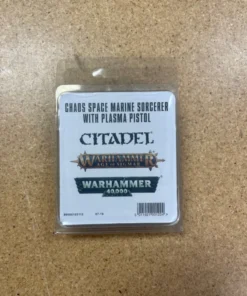 CHAOS SPACE MARINE SORCERER
WITH PLASMA PISTOL
CITADEL
WARHAMMER
WARHAMMER
40,000